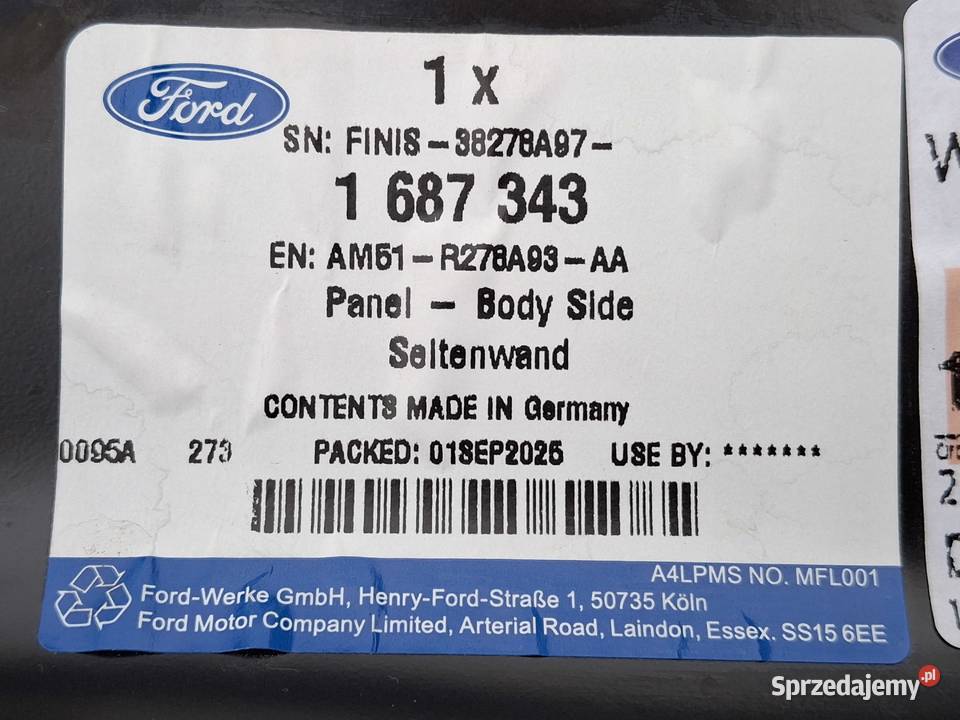 Ford
1 x
SN: FINIS-38278A97-
1 687 343
EN: AM51-R278A93-AA
Panel - Body Side
Seitenwand
CONTENTS MADE IN Germany
0095A 273 PACKED: 01SEP2025 USE BY: *******
A4LPMS NO. MFL001
Ford-Werke GmbH, Henry-Ford-Straße 1, 50735 Köln
Ford Motor Company Limited, Arterial Road, Laindon, Essex. SS15 6EE
Sprzedajemy.pl